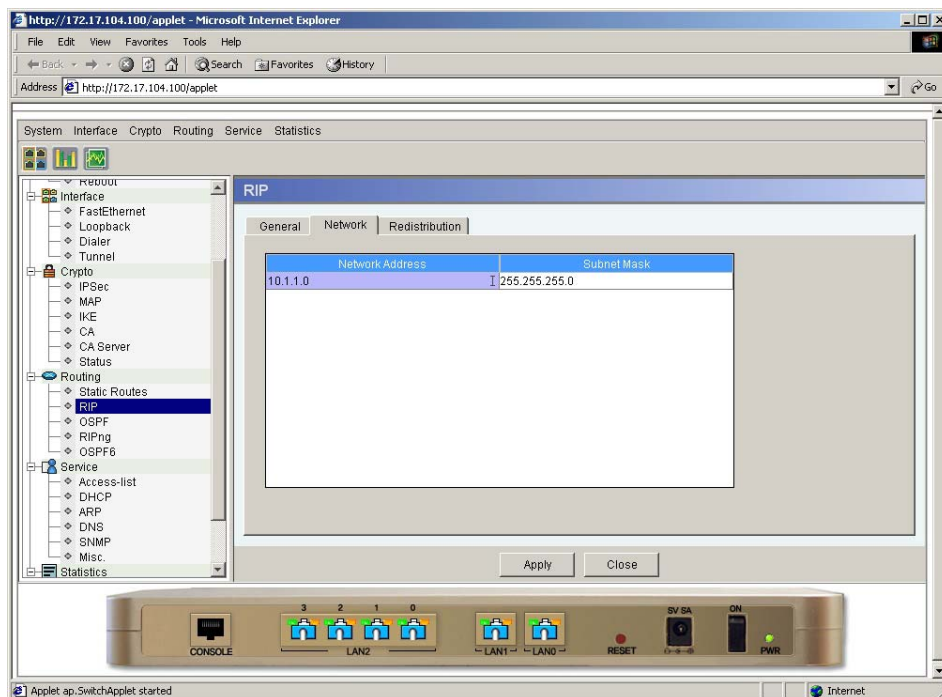 http://172.17.104.100/applet - Microsoft Internet Explorer
File Edit View Favorites Tools Help
Back Search Favorites History
Address http://172.17.104.100/applet Go
System Interface Crypto Routing Service Statistics
Reboot
Interface
FastEthernet
Loopback
Dialer
Tunnel
Crypto
IPSec
MAP
IKE
CA
CA Server
Status
Routing
Static Routes
RIP
OSPF
RIPng
OSPF6
Service
Access-list
DHCP
ARP
DNS
SNMP
Misc.
Statistics
RIP
General Network Redistribution
Network Address Subnet Mask
10.1.1.0 255.255.255.0
Apply Close
3 2 1 0
CONSOLE LAN2 LAN1 LAN0 RESET 5V 5A ON PWR
Applet ap.SwitchApplet started Internet